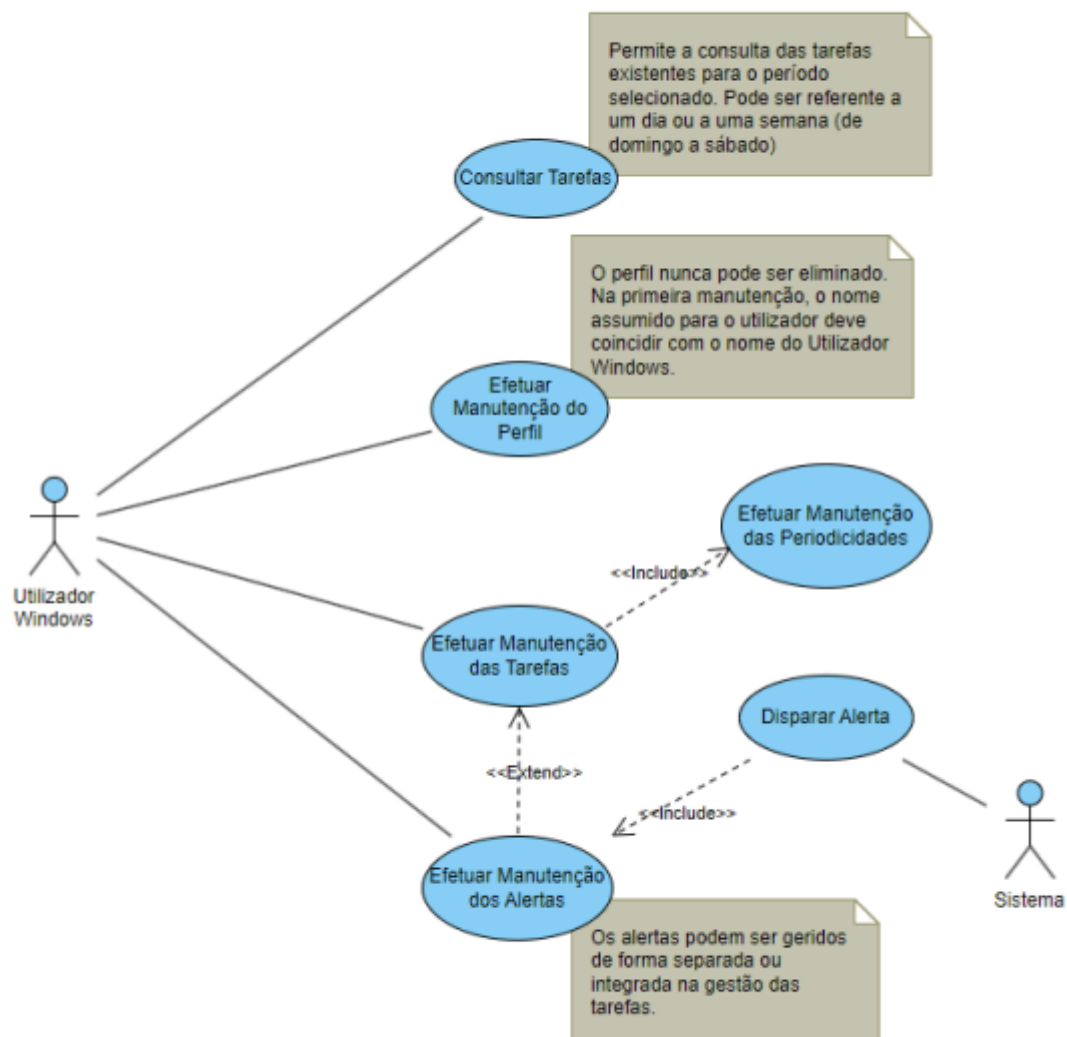 Permite a consulta das tarefas
existentes para o período
selecionado. Pode ser referente a
um dia ou a uma semana (de
domingo a sábado)
Consultar Tarefas
O perfil nunca pode ser eliminado.
Na primeira manutenção, o nome
assumido para o utilizador deve
coincidir com o nome do Utilizador
Windows.
Efetuar
Manutenção do
Perfil
Efetuar Manutenção
das Periodicidades
<<Include>>
Utilizador
Windows
Efetuar Manutenção
das Tarefas
Disparar Alerta
<<Extend>>
<<Include>>
Efetuar Manutenção
dos Alertas
Sistema
Os alertas podem ser geridos
de forma separada ou
integrada na gestão das
tarefas.